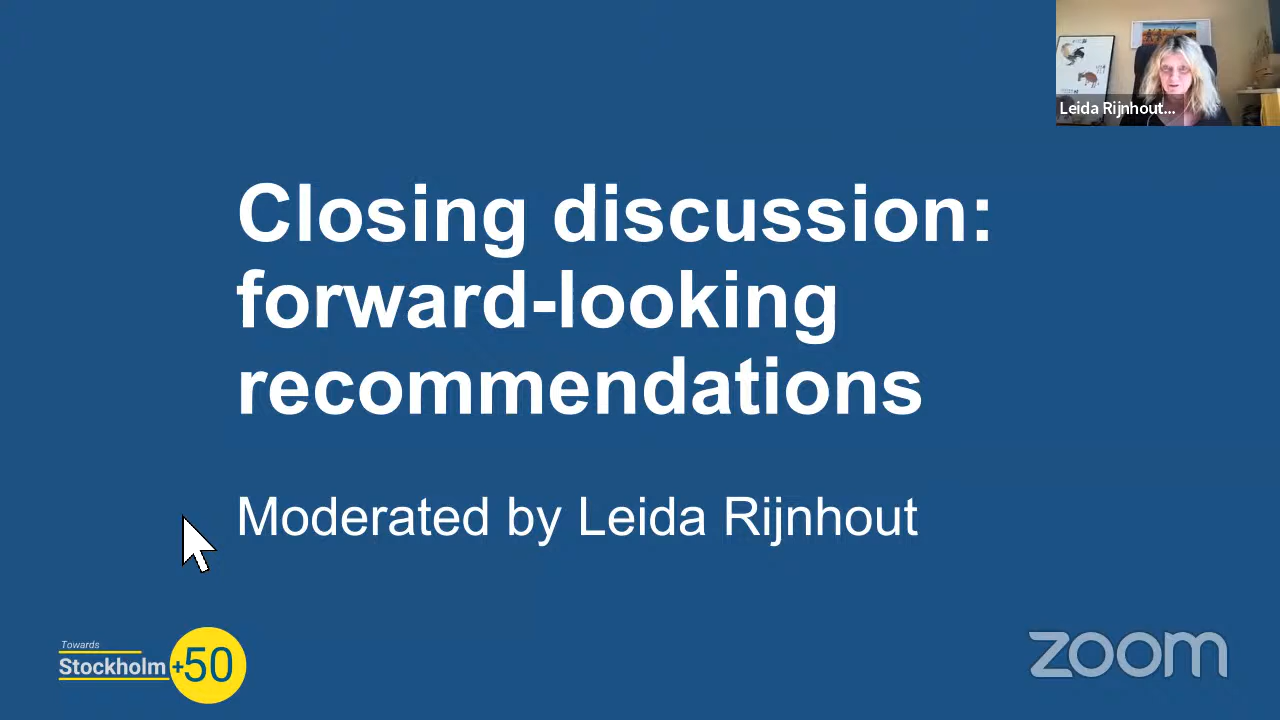 Leida Rijnhout...
Closing discussion:
forward-looking
recommendations
Moderated by Leida Rijnhout
Towards
Stockholm+50
zoom